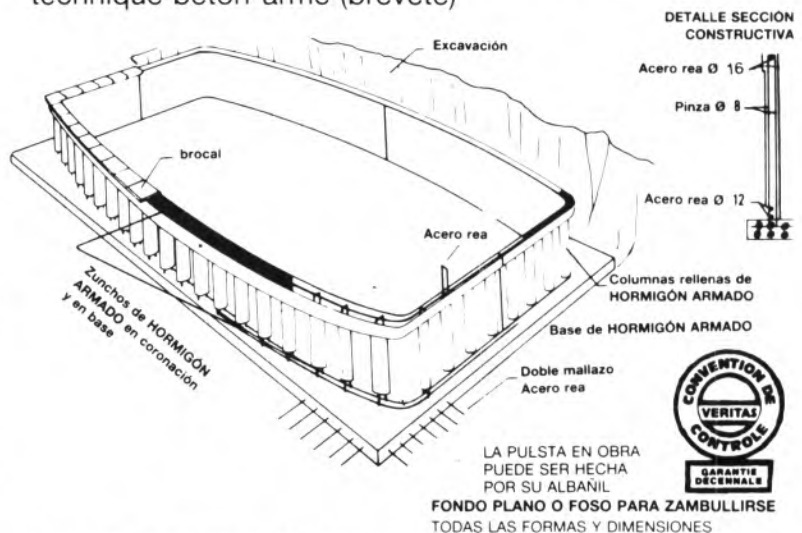 technique béton armé (breveté)
DETALLE SECCIÓN
CONSTRUCTIVA
Excavación
Acero rea Ø 16
Pinza Ø 8
brocal
Acero rea Ø 12
Acero rea
Zunchos de HORMIGÓN
ARMADO en coronación
y en base
Columnas rellenas de
HORMIGÓN ARMADO
Base de HORMIGÓN ARMADO
Doble mallazo
Acero rea
CONVENTION DE
VERITAS
CONTROLE
GARANTIE
DÉCENNALE
LA PULSTA EN OBRA
PUEDE SER HECHA
POR SU ALBAÑIL
FONDO PLANO O FOSO PARA ZAMBULLIRSE
TODAS LAS FORMAS Y DIMENSIONES